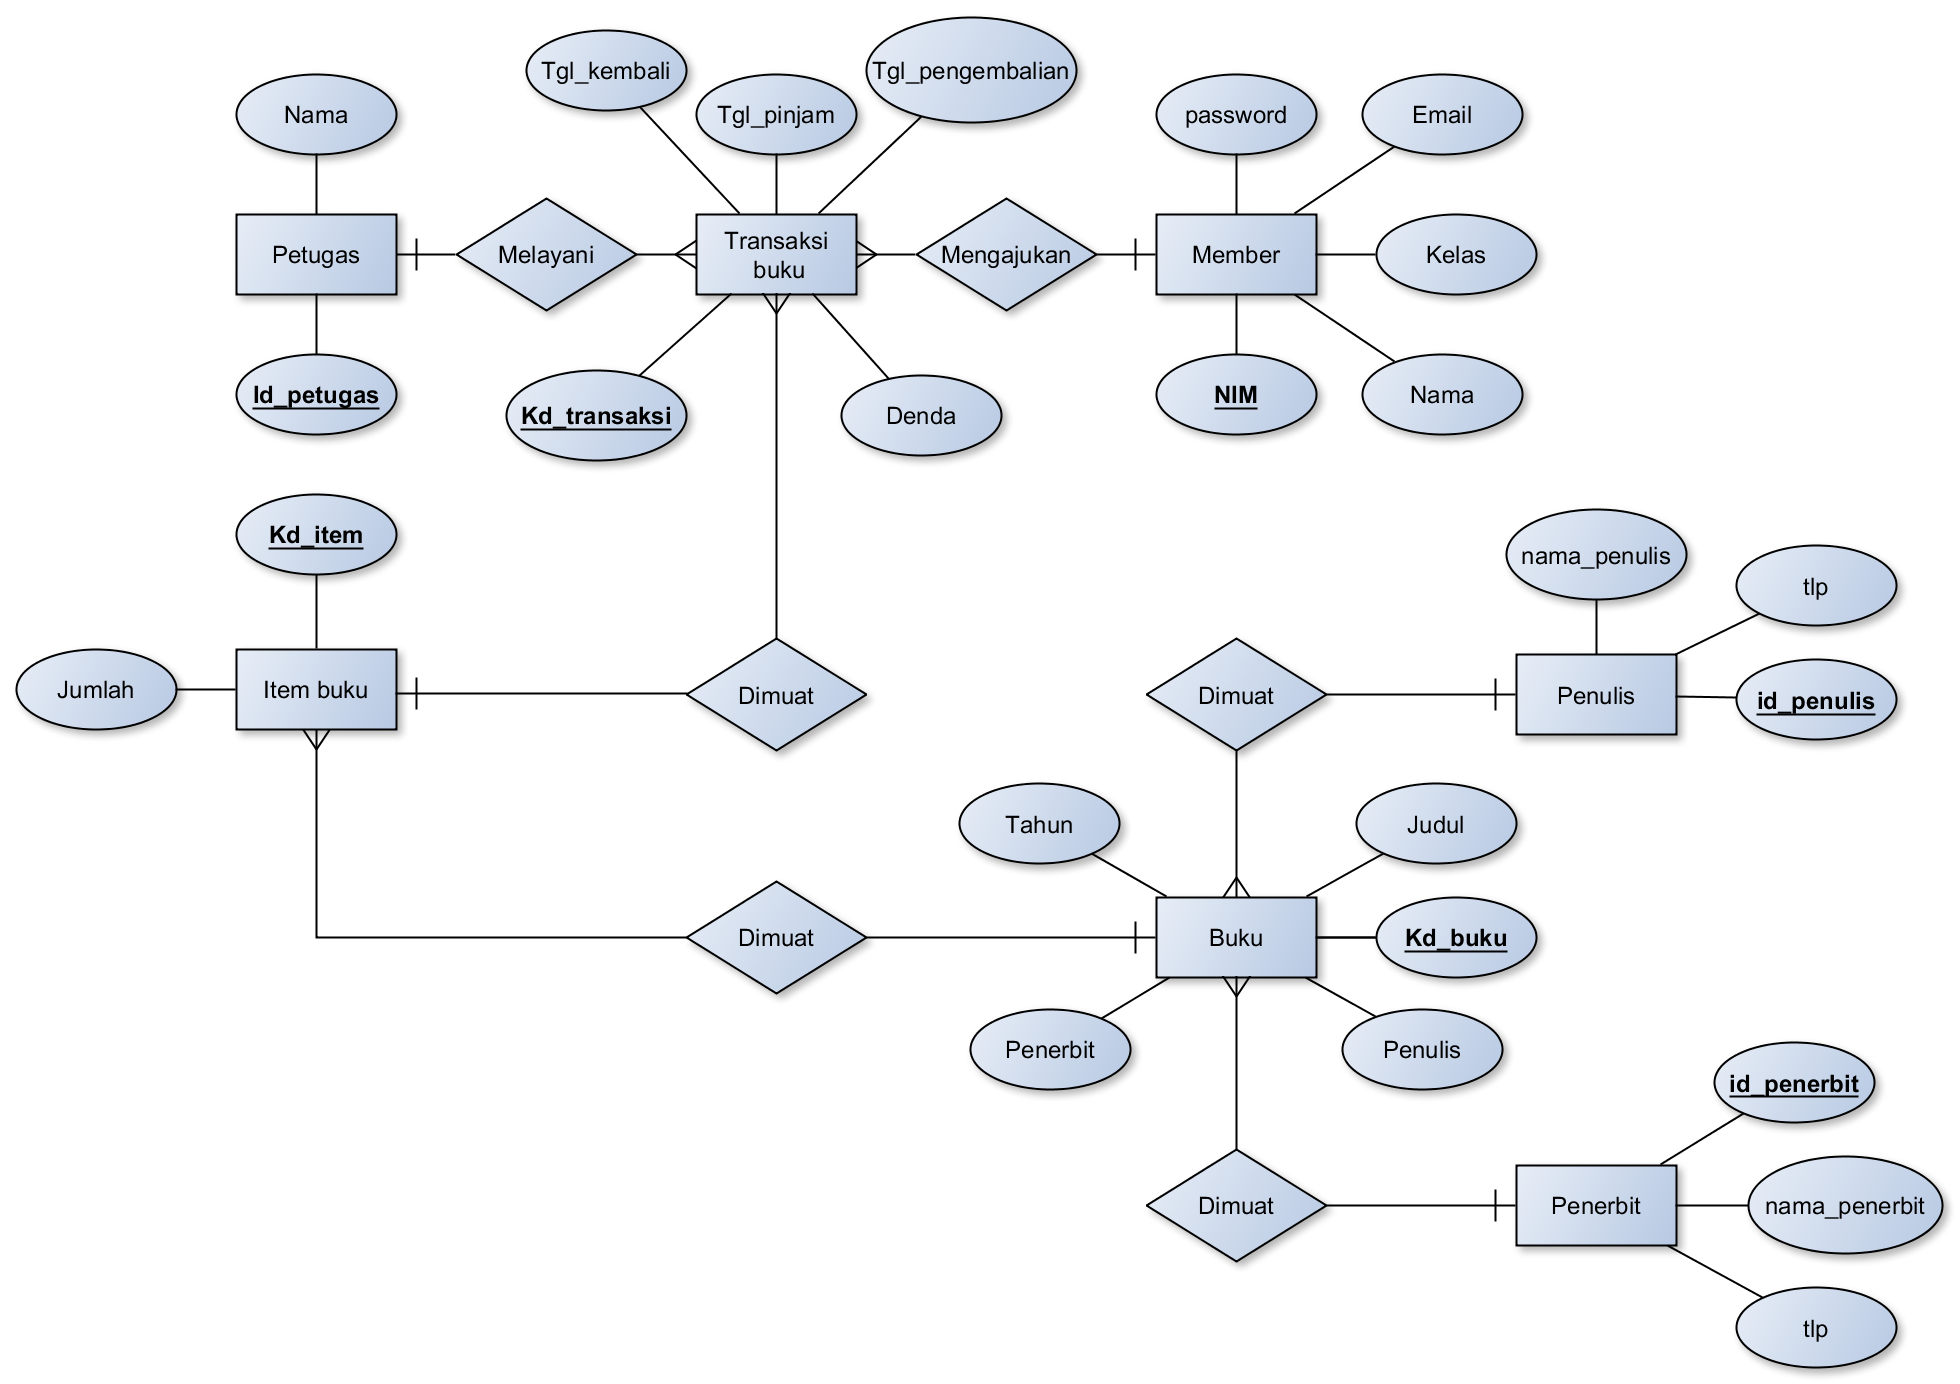 Tgl_kembali
Tgl_pengembalian
Nama
Tgl_pinjam
password
Email
Petugas
Melayani
Transaksi
buku
Mengajukan
Member
Kelas
Id_petugas
Kd_transaksi
Denda
NIM
Nama
Kd_item
nama_penulis
tlp
Jumlah
Item buku
Dimuat
Dimuat
Penulis
id_penulis
Tahun
Judul
Dimuat
Buku
Kd_buku
Penerbit
Penulis
id_penerbit
Dimuat
Penerbit
nama_penerbit
tlp